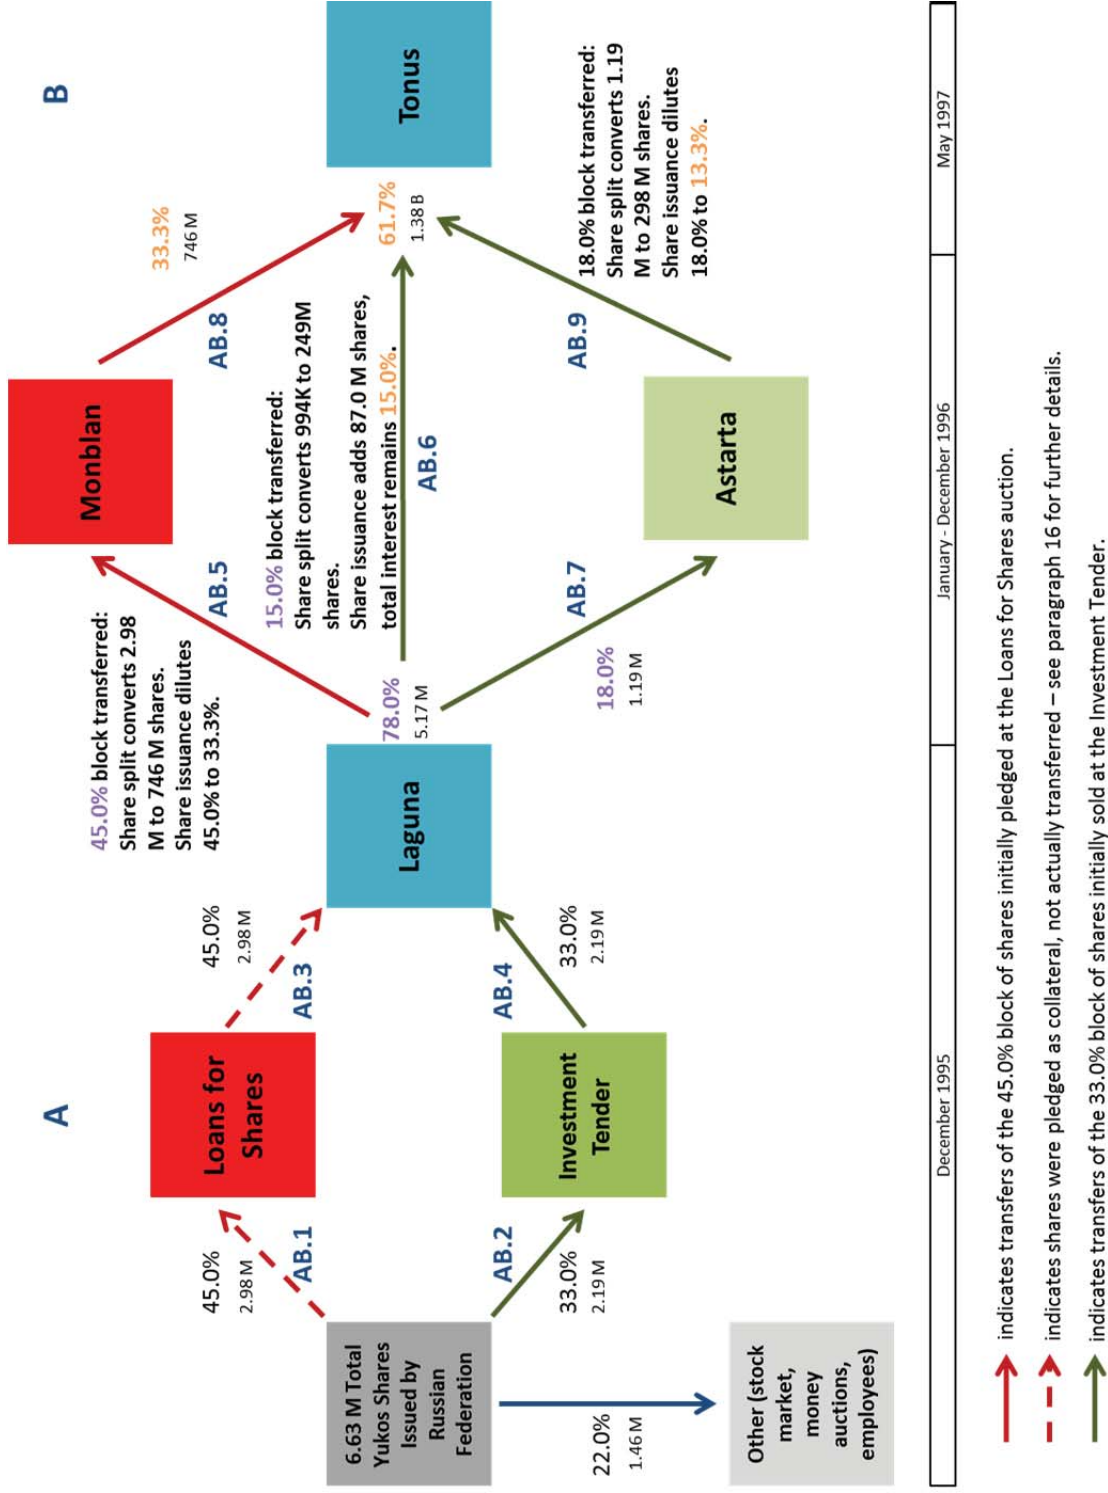 A
B
6.63 M Total
Yukos Shares
Issued by
Russian
Federation
45.0%
2.98 M
AB.1
33.0%
2.19 M
AB.2
22.0%
1.46 M
Other (stock
market,
money
auctions,
employees)
Loans for
Shares
Investment
Tender
45.0%
2.98 M
AB.3
33.0%
2.19 M
AB.4
Laguna
45.0% block transferred:
Share split converts 2.98
M to 746 M shares.
Share issuance dilutes
45.0% to 33.3%.
AB.5
78.0%
5.17 M
15.0% block transferred:
Share split converts 994K to 249M
shares.
Share issuance adds 87.0 M shares,
total interest remains 15.0%.
AB.6
18.0%
1.19 M
AB.7
Monblan
Astarta
33.3%
746 M
AB.8
61.7%
1.38 B
AB.9
18.0% block transferred:
Share split converts 1.19
M to 298 M shares.
Share issuance dilutes
18.0% to 13.3%.
Tonus
December 1995
January - December 1996
May 1997
indicates transfers of the 45.0% block of shares initially pledged at the Loans for Shares auction.
indicates shares were pledged as collateral, not actually transferred – see paragraph 16 for further details.
indicates transfers of the 33.0% block of shares initially sold at the Investment Tender.